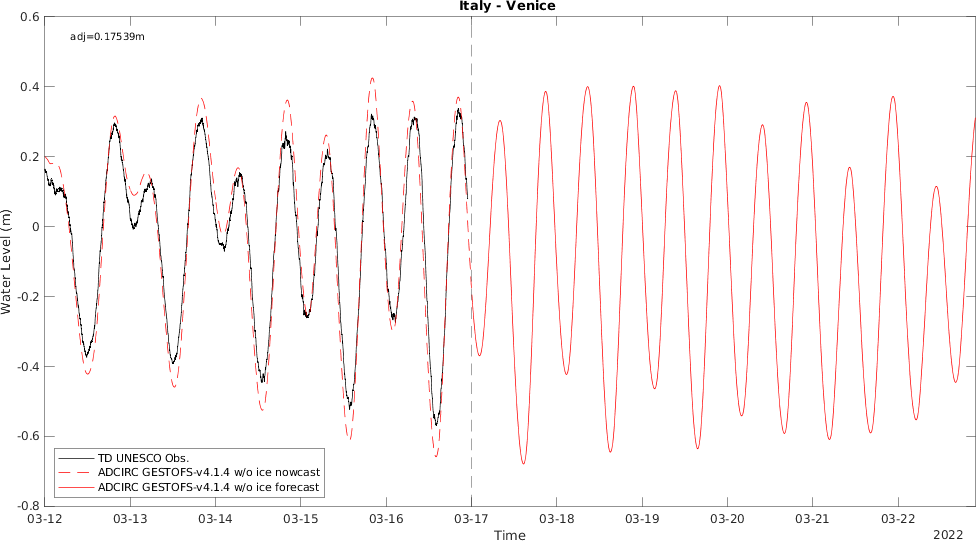 Italy - Venice
adj=0.17539m
0.6
0.4
0.2
0
-0.2
-0.4
-0.6
-0.8
Water Level (m)
TD UNESCO Obs.
ADCIRC GESTOFS-v4.1.4 w/o ice nowcast
ADCIRC GESTOFS-v4.1.4 w/o ice forecast
03-12 03-13 03-14 03-15 03-16 03-17 03-18 03-19 03-20 03-21 03-22
Time
2022